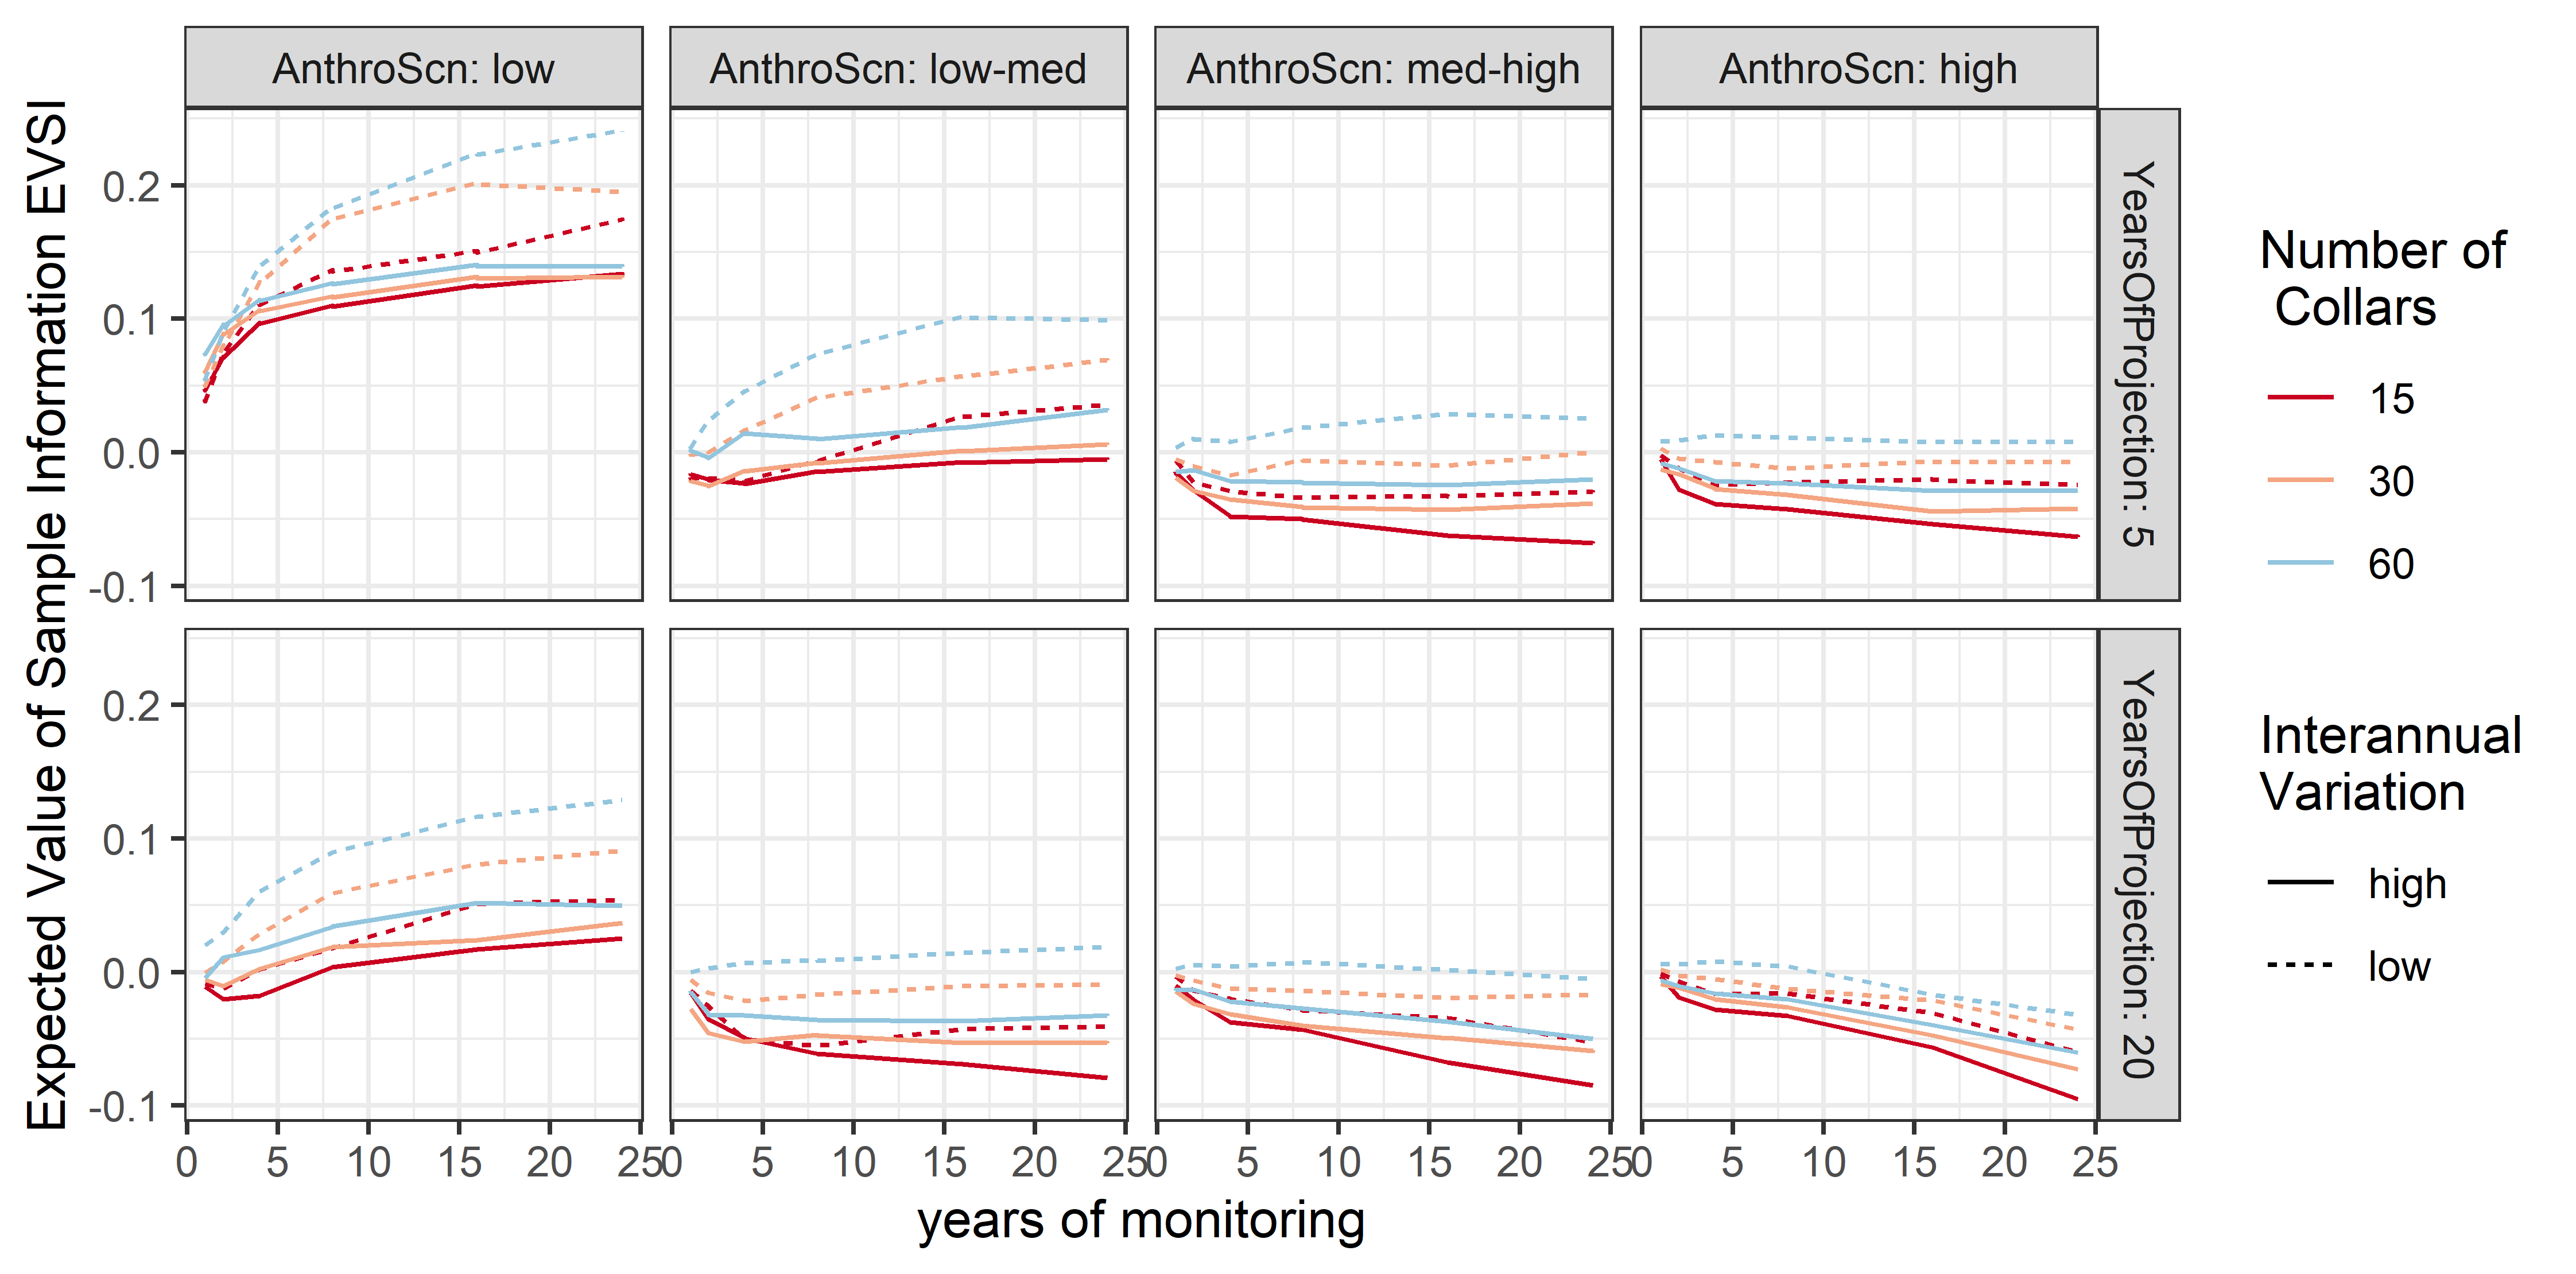 AnthroScn: low
AnthroScn: low-med
AnthroScn: med-high
AnthroScn: high
Expected Value of Sample Information EVSI
0.2
0.1
0.0
-0.1
YearsOfProjection: 5
0.2
0.1
0.0
-0.1
YearsOfProjection: 20
0 5 10 15 20 25
0 5 10 15 20 25
0 5 10 15 20 25
0 5 10 15 20 25
years of monitoring
Number of
Collars
15
30
60
Interannual
Variation
high
low